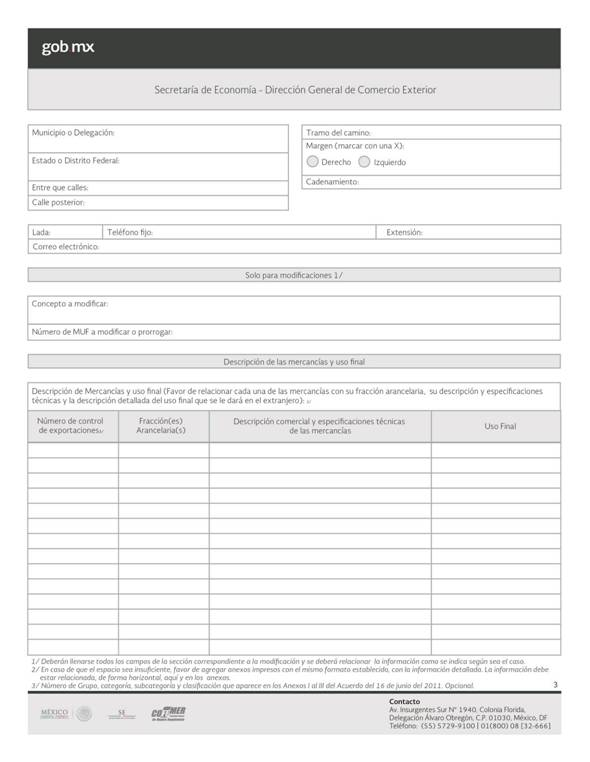 gob.mx
Secretaría de Economía - Dirección General de Comercio Exterior
Municipio o Delegación:
Estado o Distrito Federal:
Entre que calles:
Calle posterior:
Tramo del camino:
Margen (marcar con una X):
Derecho Izquierdo
Cadenamiento:
Lada: Teléfono fijo: Extensión:
Correo electrónico:
Solo para modificaciones 1/
Concepto a modificar:
Número de MUF a modificar o prorrogar:
Descripción de las mercancías y uso final
Descripción de Mercancías y uso final (Favor de relacionar cada una de las mercancías con su fracción arancelaria, su descripción y especificaciones
técnicas y la descripción detallada del uso final que se le dará en el extranjero):
Número de control
de exportaciones
Fracción(es)
Arancelaria(s)
Descripción comercial y especificaciones técnicas
de las mercancías
Uso Final
1/ Deberán llenarse todos los campos de la sección correspondiente a la modificación y se deberá relacionar la información como se indica según sea el caso.
2/ En caso de que el espacio sea insuficiente, favor de agregar anexos impresos con el mismo formato establecido, con la información detallada. La información debe
estar relacionada, de forma horizontal, aquí y en los anexos.
3/ Número de Grupo, categoría, subcategoría y clasificación que aparece en los Anexos I al III del Acuerdo del 16 de junio del 2011. Opcional.
3
MÉXICO
SE
COFEMER
Contacto
Av. Insurgentes Sur N° 1940, Colonia Florida,
Delegación Álvaro Obregón, C.P. 01030, México, DF
Teléfono: (55) 5729-9100 | 01(800) 08 [32-666]